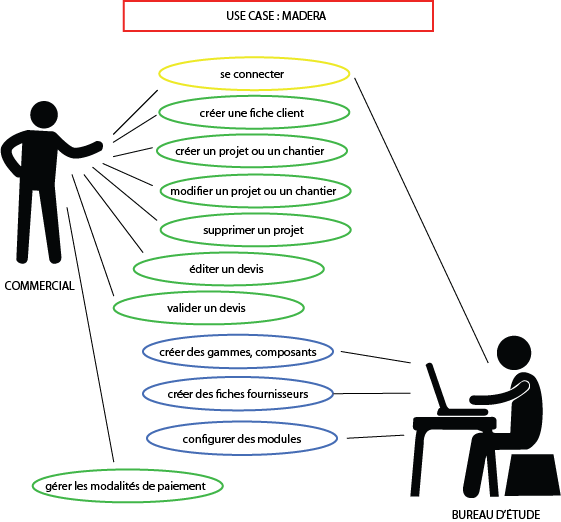 USE CASE : MADERA
se connecter
créer une fiche client
créer un projet ou un chantier
modifier un projet ou un chantier
supprimer un projet
éditer un devis
COMMERCIAL
valider un devis
créer des gammes, composants
créer des fiches fournisseurs
configurer des modules
gérer les modalités de paiement
BUREAU D'ÉTUDE